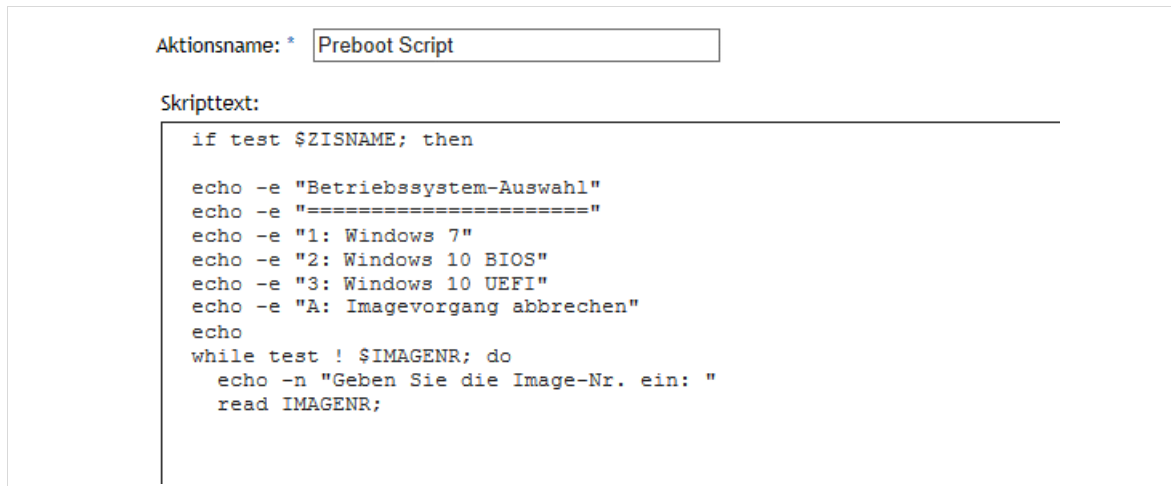 Aktionsname: * Preboot Script
Skripttext:
if test $ZISNAME; then
echo -e "Betriebssystem-Auswahl"
echo -e "======================"
echo -e "1: Windows 7"
echo -e "2: Windows 10 BIOS"
echo -e "3: Windows 10 UEFI"
echo -e "A: Imagevorgang abbrechen"
echo
while test ! $IMAGENR; do
echo -n "Geben Sie die Image-Nr. ein: "
read IMAGENR;